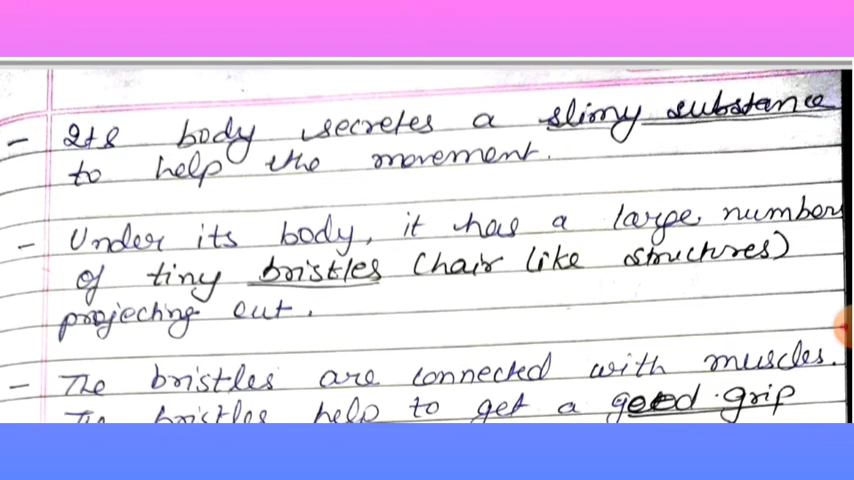 - Its body secretes a slimy substance
to help the movement.
- Under its body, it has a large number
of tiny bristles (hair like structures)
projecting out.
- The bristles are connected with muscles.
The bristles help to get a good grip